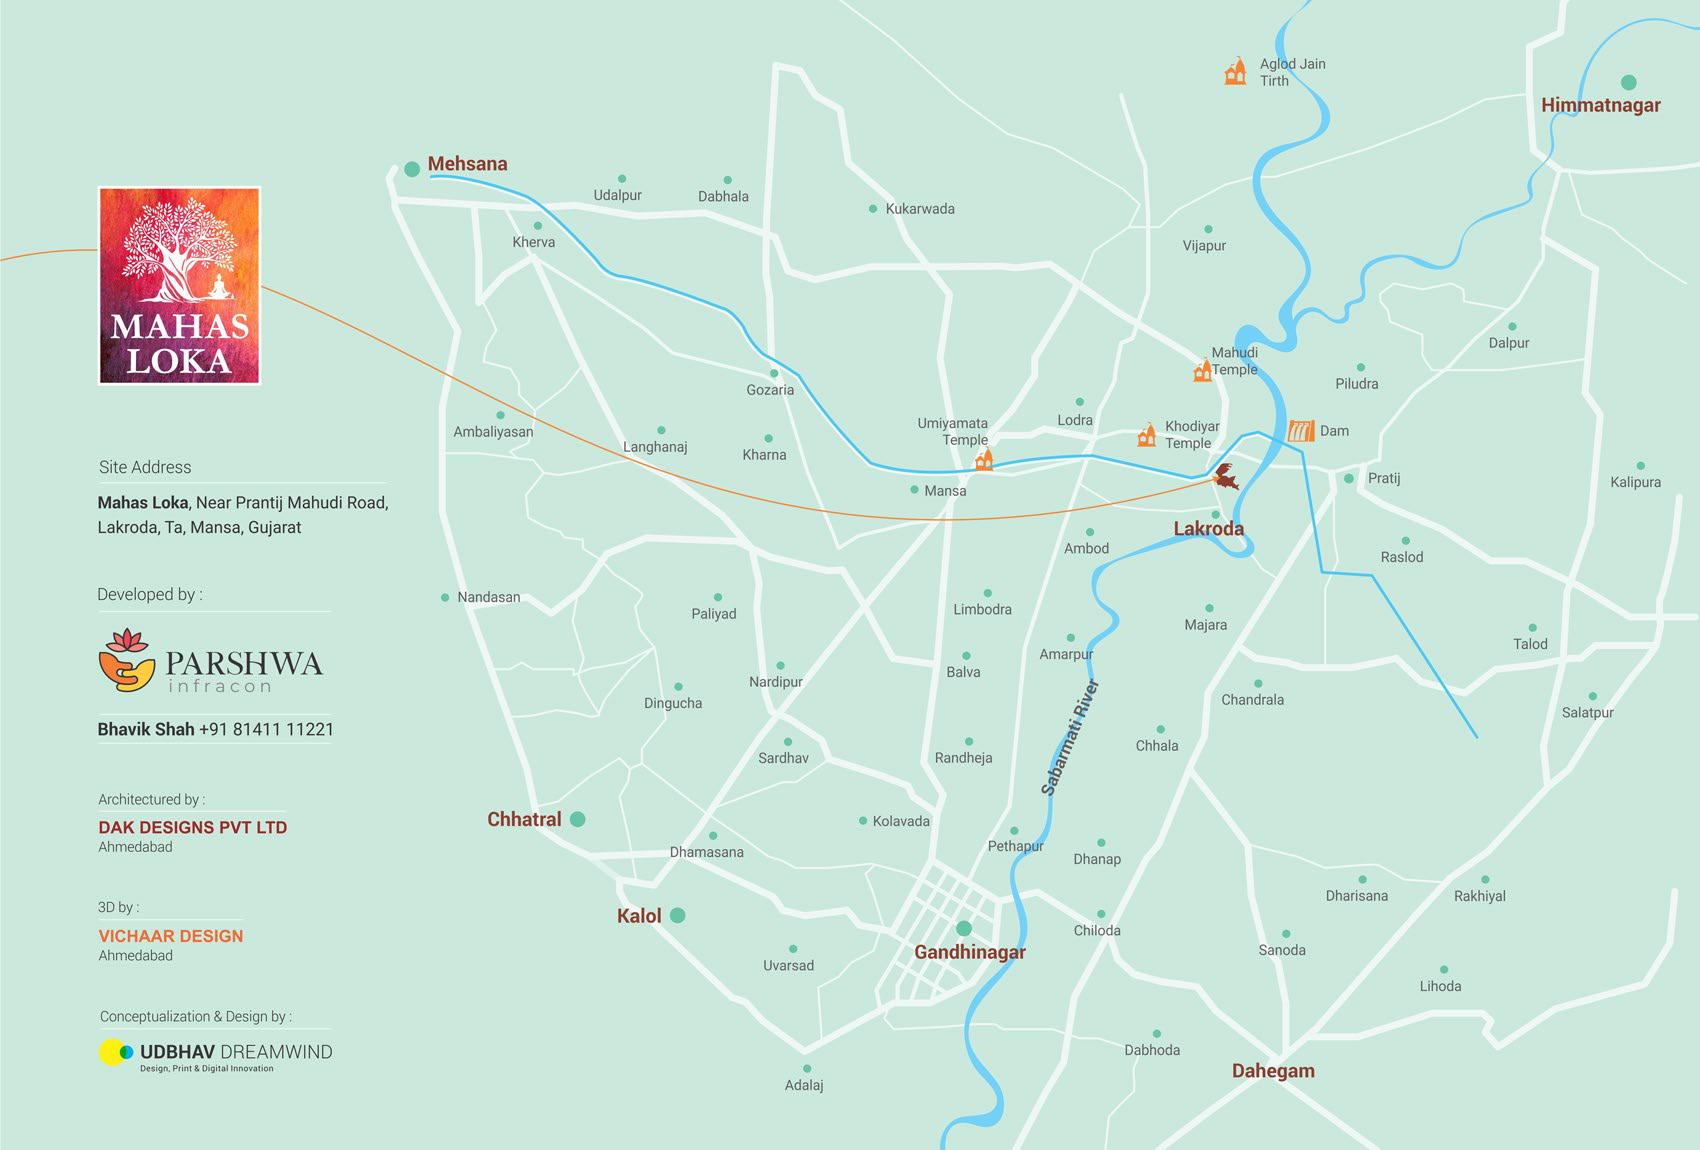 MAHAS
LOKA
Site Address
Mahas Loka, Near Prantij Mahudi Road,
Lakroda, Ta, Mansa, Gujarat
Developed by :
PARSHWA
infracon
Bhavik Shah +91 81411 11221
Architectured by :
DAK DESIGNS PVT LTD
Ahmedabad
3D by :
VICHAAR DESIGN
Ahmedabad
Conceptualization & Design by :
UDBHAV DREAMWIND
Design, Print & Digital Innovation
Aglod Jain
Tirth
Himmatnagar
Mehsana
Udalpur
Dabhala
Kukarwada
Kherva
Vijapur
Dalpur
Mahudi
Temple
Piludra
Gozaria
Ambaliyasan
Langhanaj
Kharna
Umiyamata
Temple
Lodra
Khodiyar
Temple
Dam
Mansa
Pratij
Kalipura
Lakroda
Ambod
Raslod
Nandasan
Paliyad
Limbodra
Majara
Amarpur
Talod
Balva
Nardipur
Dingucha
Chandrala
Salatpur
Sabarmati River
Sardhav
Randheja
Chhala
Chhatral
Kolavada
Dhamasana
Pethapur
Dhanap
Dharisana
Rakhiyal
Kalol
Gandhinagar
Chiloda
Uvarsad
Sanoda
Lihoda
Dabhoda
Dahegam
Adalaj